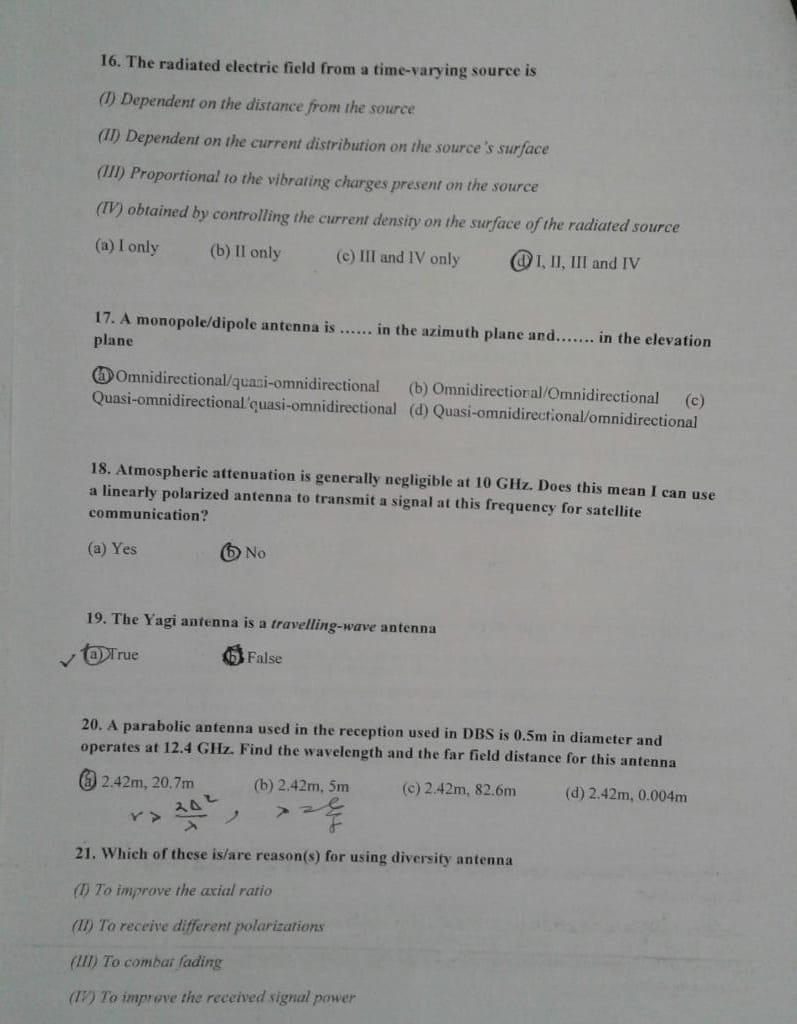 16. The radiated electric field from a time-varying source is
(I) Dependent on the distance from the source
(II) Dependent on the current distribution on the source's surface
(III) Proportional to the vibrating charges present on the source
(IV) obtained by controlling the current density on the surface of the radiated source
(a) I only (b) II only (c) III and IV only (d) I, II, III and IV
17. A monopole/dipole antenna is ...... in the azimuth plane and....... in the elevation
plane
(a) Omnidirectional/quasi-omnidirectional (b) Omnidirectional/Omnidirectional (c)
Quasi-omnidirectional/quasi-omnidirectional (d) Quasi-omnidirectional/omnidirectional
18. Atmospheric attenuation is generally negligible at 10 GHz. Does this mean I can use
a linearly polarized antenna to transmit a signal at this frequency for satellite
communication?
(a) Yes (b) No
19. The Yagi antenna is a travelling-wave antenna
✓ (a) True (b) False
20. A parabolic antenna used in the reception used in DBS is 0.5m in diameter and
operates at 12.4 GHz. Find the wavelength and the far field distance for this antenna
(a) 2.42m, 20.7m (b) 2.42m, 5m (c) 2.42m, 82.6m (d) 2.42m, 0.004m
r > 2D²/λ , λ = c/f
21. Which of these is/are reason(s) for using diversity antenna
(I) To improve the axial ratio
(II) To receive different polarizations
(III) To combat fading
(IV) To improve the received signal power